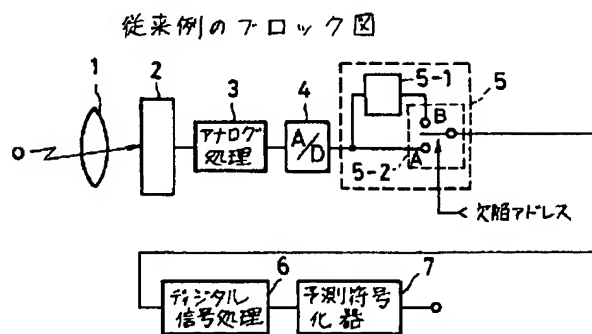 従来例のブロック図
1
2
3
4
5-1
5
アナログ
処理
A/D
B
A
5-2
欠陥アドレス
6
7
ディジタル
信号処理
予測符号
化器